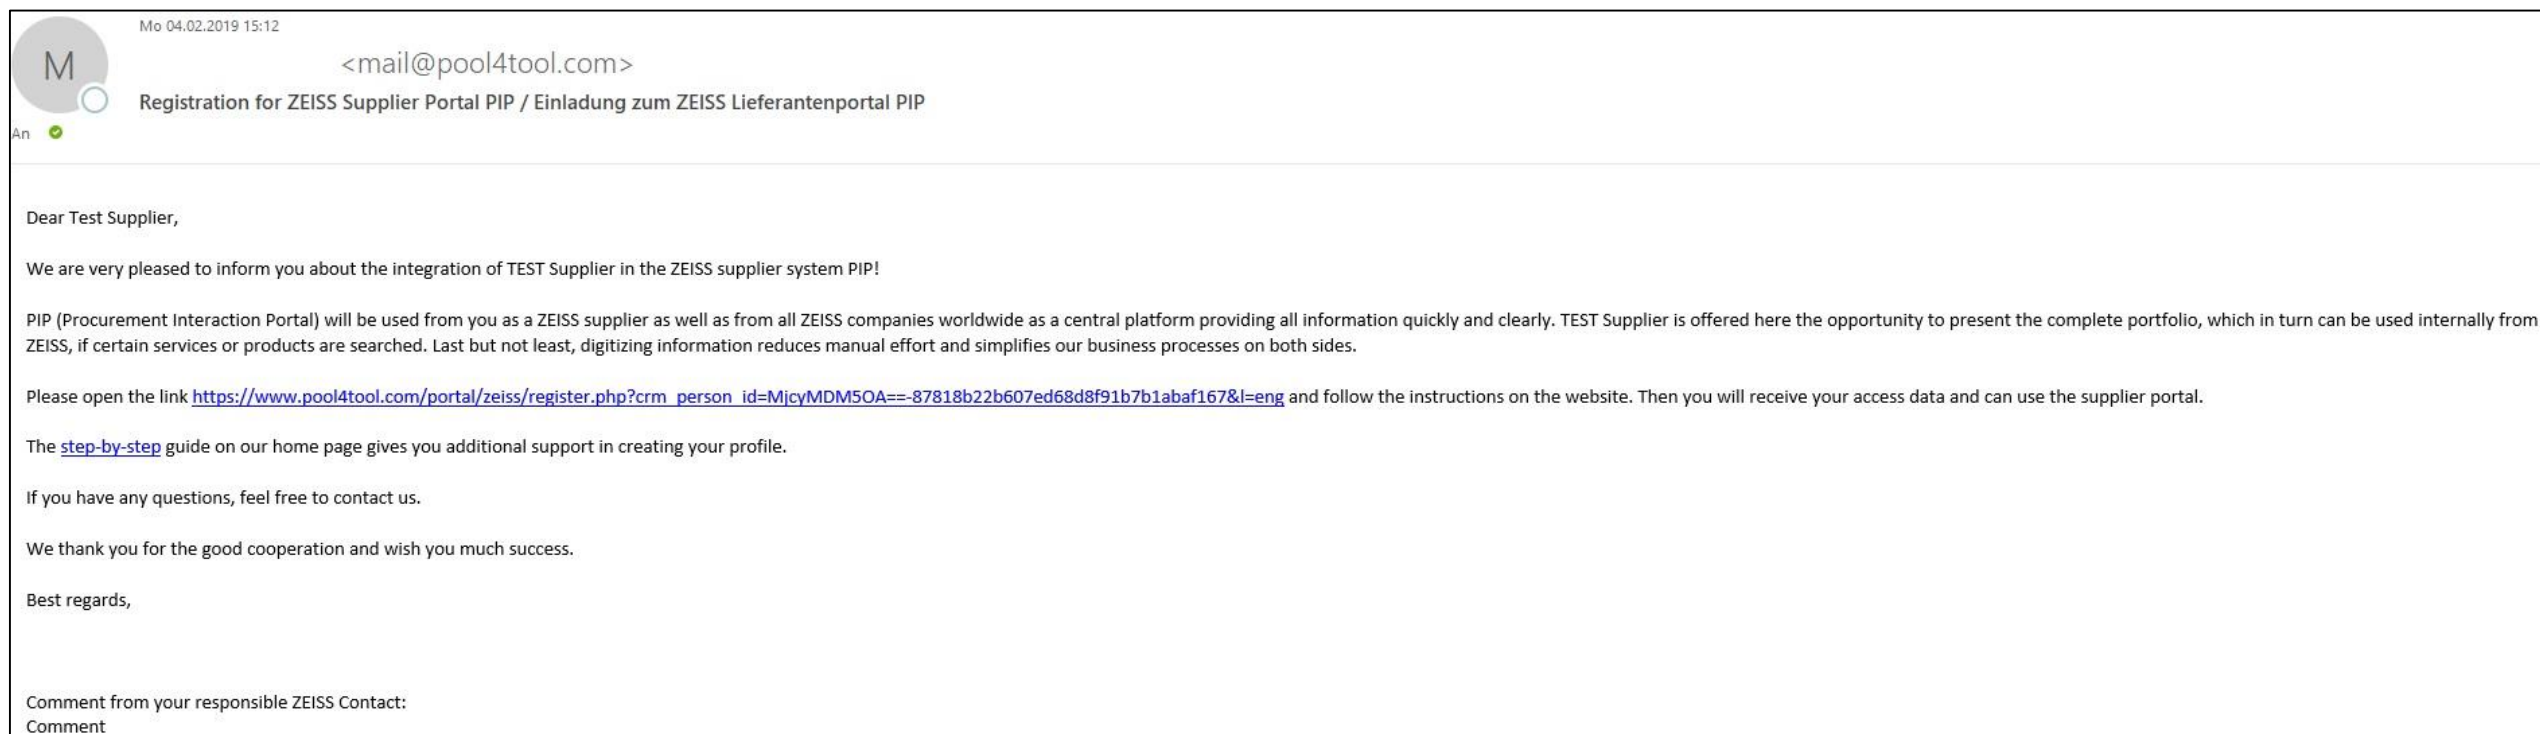 M
Mo 04.02.2019 15:12
<mail@pool4tool.com>
Registration for ZEISS Supplier Portal PIP / Einladung zum ZEISS Lieferantenportal PIP
An
Dear Test Supplier,
We are very pleased to inform you about the integration of TEST Supplier in the ZEISS supplier system PIP!
PIP (Procurement Interaction Portal) will be used from you as a ZEISS supplier as well as from all ZEISS companies worldwide as a central platform providing all information quickly and clearly. TEST Supplier is offered here the opportunity to present the complete portfolio, which in turn can be used internally from
ZEISS, if certain services or products are searched. Last but not least, digitizing information reduces manual effort and simplifies our business processes on both sides.
Please open the link https://www.pool4tool.com/portal/zeiss/register.php?crm_person_id=MjcyMDM5OA==-87818b22b607ed68d8f91b7b1abaf167&l=eng and follow the instructions on the website. Then you will receive your access data and can use the supplier portal.
The step-by-step guide on our home page gives you additional support in creating your profile.
If you have any questions, feel free to contact us.
We thank you for the good cooperation and wish you much success.
Best regards,
Comment from your responsible ZEISS Contact:
Comment